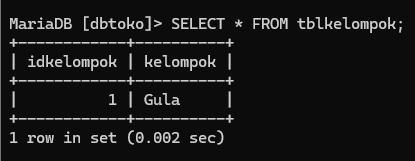 MariaDB [dbtoko]> SELECT * FROM tblkelompok;
+------------+----------+
| idkelompok | kelompok |
+------------+----------+
|          1 | Gula     |
+------------+----------+
1 row in set (0.002 sec)